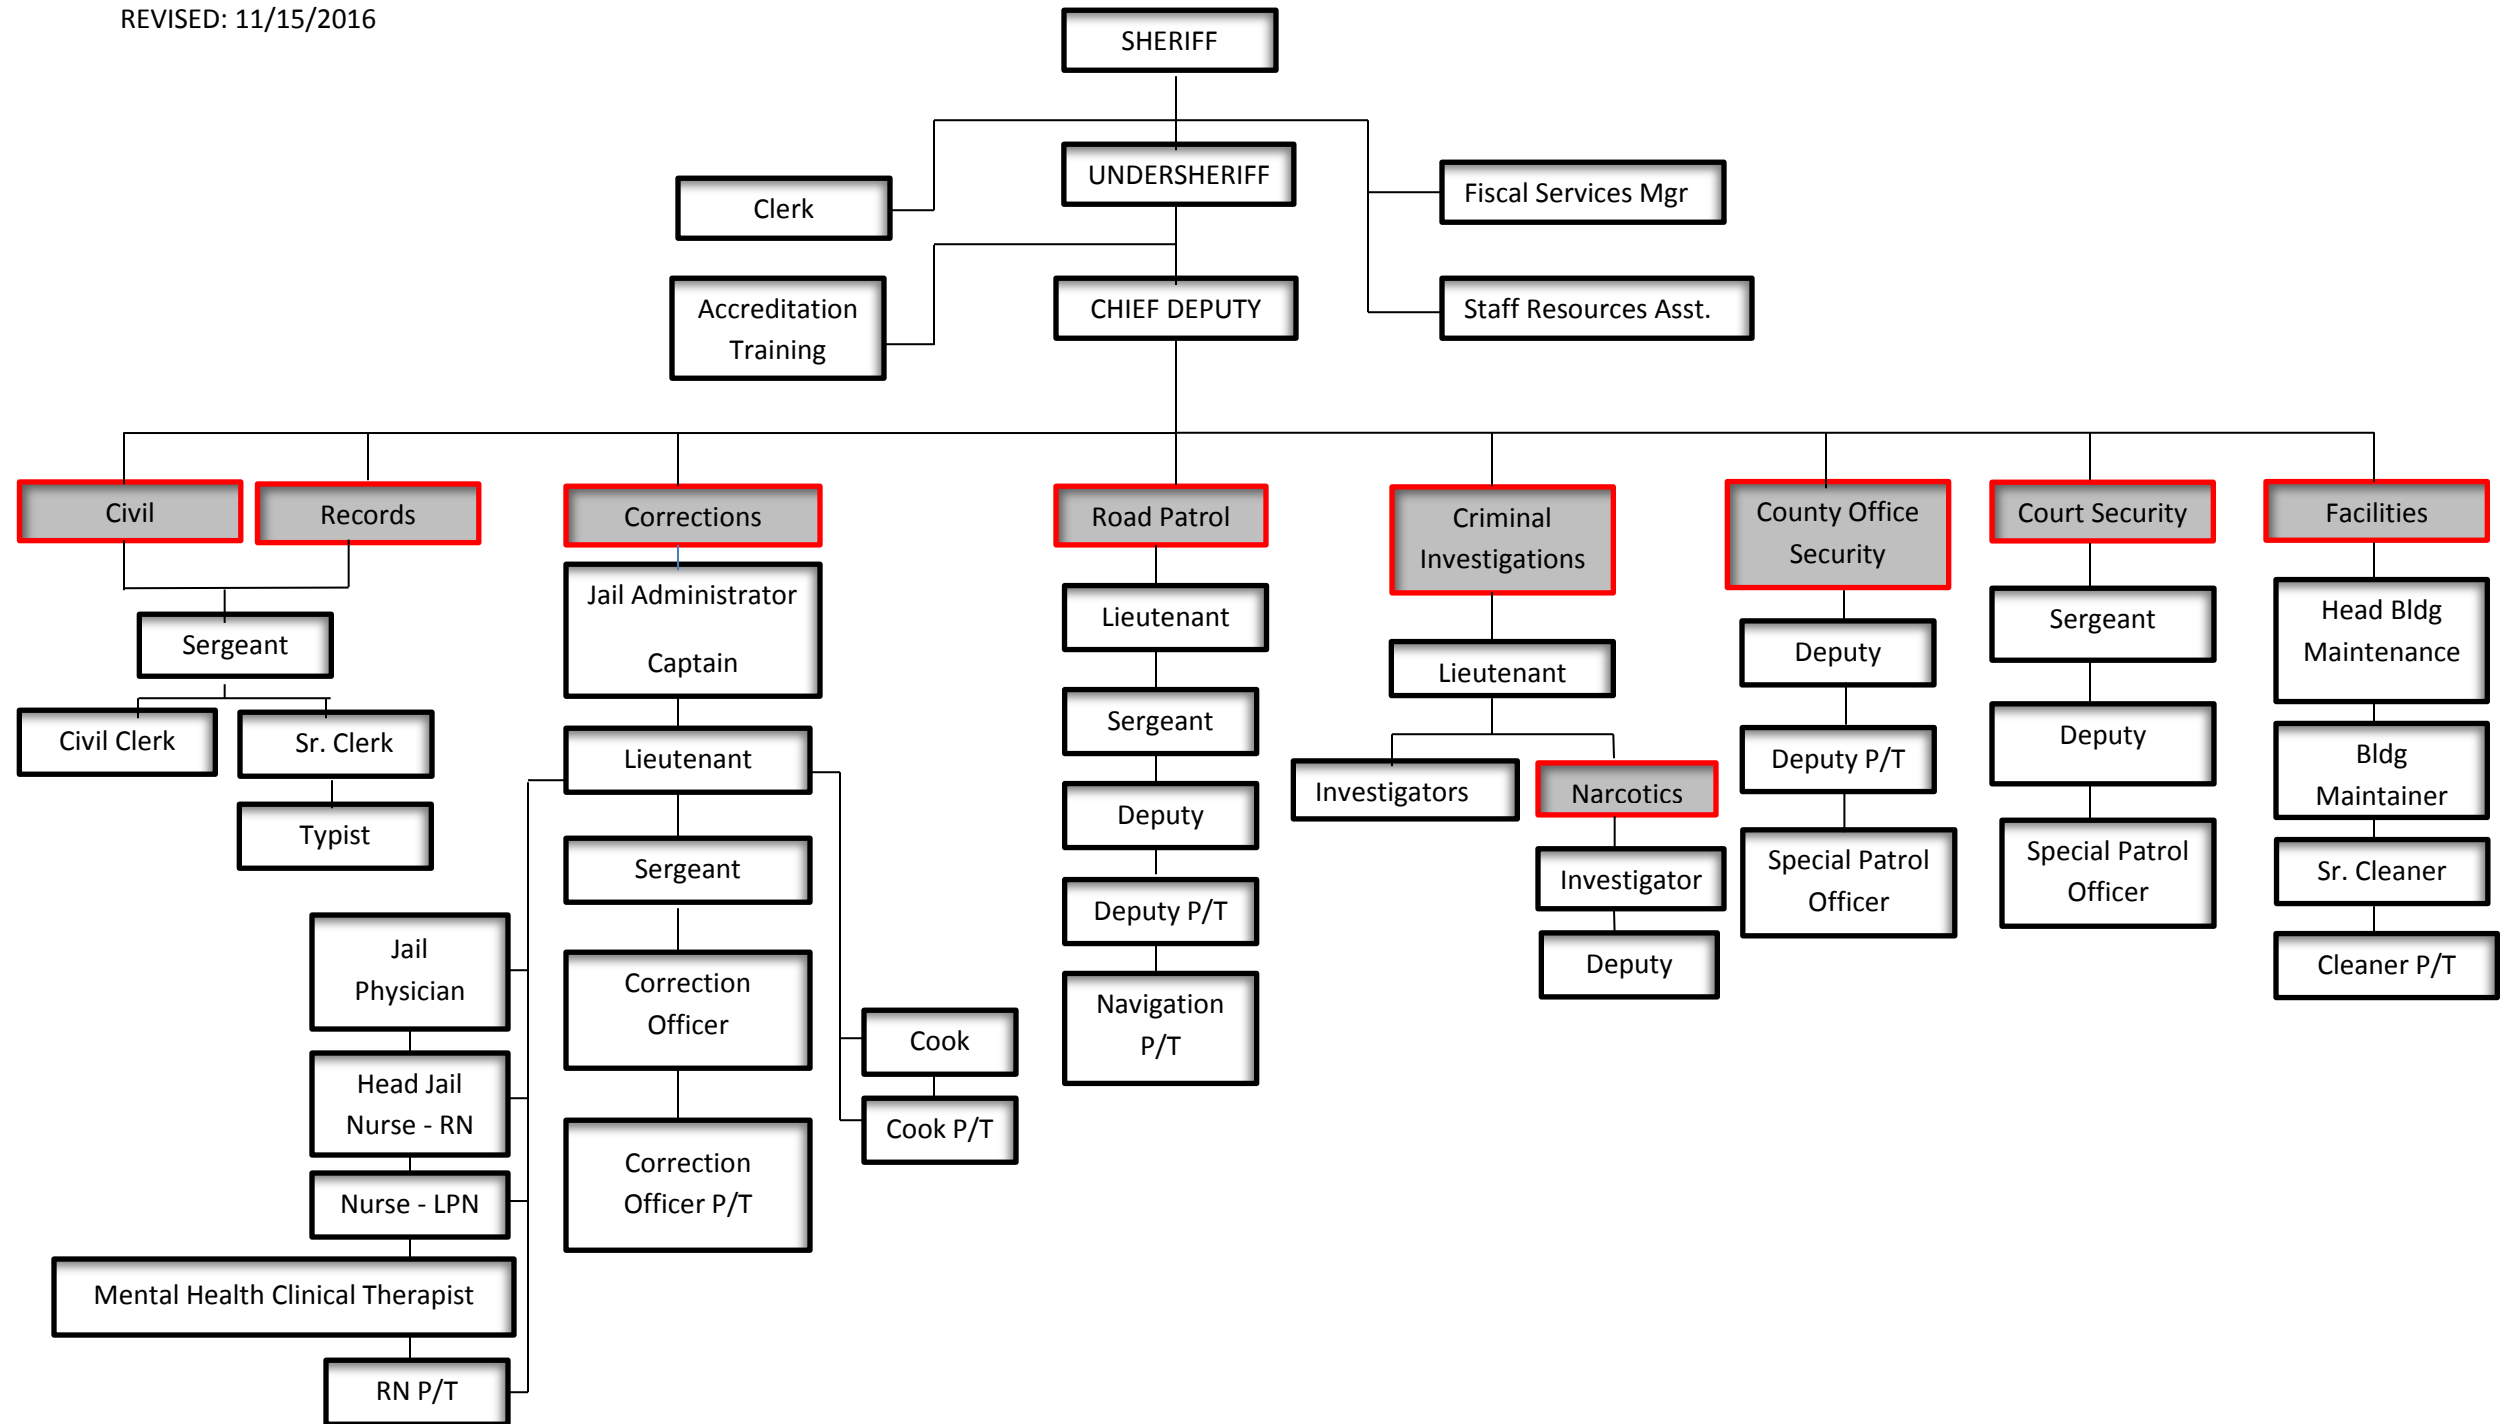 REVISED: 11/15/2016
SHERIFF
UNDERSHERIFF
Clerk
Fiscal Services Mgr
Accreditation
Training
CHIEF DEPUTY
Staff Resources Asst.
Civil
Records
Corrections
Road Patrol
Criminal
Investigations
County Office
Security
Court Security
Facilities
Sergeant
Civil Clerk
Sr. Clerk
Typist
Jail Administrator
Captain
Lieutenant
Sergeant
Correction
Officer
Correction
Officer P/T
Jail
Physician
Head Jail
Nurse - RN
Nurse - LPN
Mental Health Clinical Therapist
RN P/T
Cook
Cook P/T
Lieutenant
Sergeant
Deputy
Deputy P/T
Navigation
P/T
Lieutenant
Investigators
Narcotics
Investigator
Deputy
Deputy
Deputy P/T
Special Patrol
Officer
Sergeant
Deputy
Special Patrol
Officer
Head Bldg
Maintenance
Bldg
Maintainer
Sr. Cleaner
Cleaner P/T